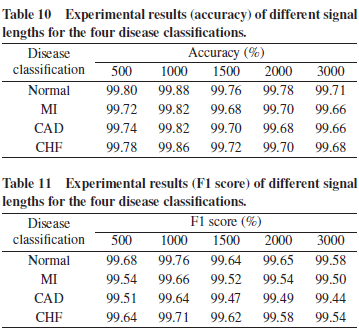 Table 10 Experimental results (accuracy) of different signal
lengths for the four disease classifications.
Disease Accuracy (%)
classification 500 1000 1500 2000 3000
Normal 99.80 99.88 99.76 99.78 99.71
MI 99.72 99.82 99.68 99.70 99.66
CAD 99.74 99.82 99.70 99.68 99.66
CHF 99.78 99.86 99.72 99.70 99.68
Table 11 Experimental results (F1 score) of different signal
lengths for the four disease classifications.
Disease F1 score (%)
classification 500 1000 1500 2000 3000
Normal 99.68 99.76 99.64 99.65 99.58
MI 99.54 99.66 99.52 99.54 99.50
CAD 99.51 99.64 99.47 99.49 99.44
CHF 99.64 99.71 99.62 99.58 99.54